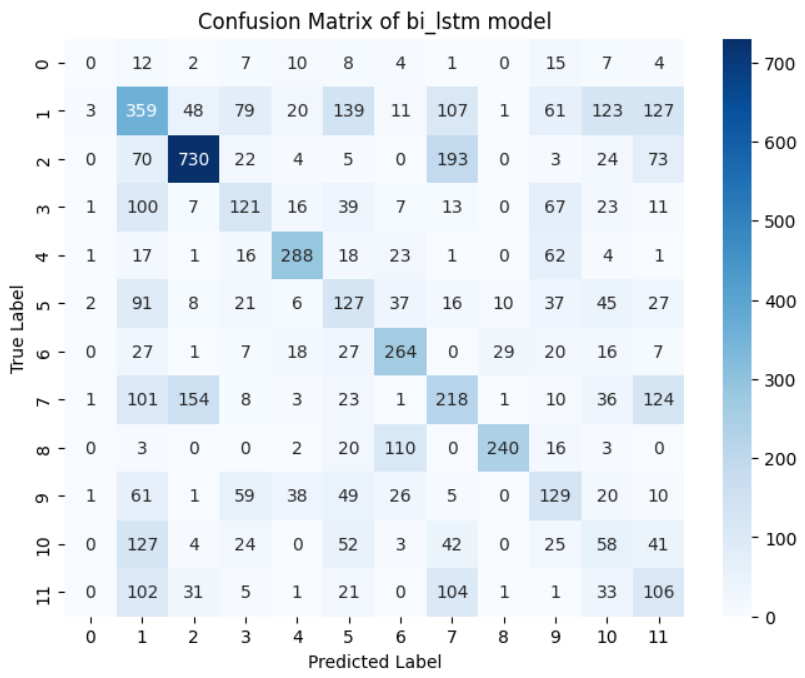 Confusion Matrix of bi_lstm model
True Label
0 0 12 2 7 10 8 4 1 0 15 7 4
1 3 359 48 79 20 139 11 107 1 61 123 127
2 0 70 730 22 4 5 0 193 0 3 24 73
3 1 100 7 121 16 39 7 13 0 67 23 11
4 1 17 1 16 288 18 23 1 0 62 4 1
5 2 91 8 21 6 127 37 16 10 37 45 27
6 0 27 1 7 18 27 264 0 29 20 16 7
7 1 101 154 8 3 23 1 218 1 10 36 124
8 0 3 0 0 2 20 110 0 240 16 3 0
9 1 61 1 59 38 49 26 5 0 129 20 10
10 0 127 4 24 0 52 3 42 0 25 58 41
11 0 102 31 5 1 21 0 104 1 1 33 106
0 1 2 3 4 5 6 7 8 9 10 11
Predicted Label
700
600
500
400
300
200
100
0